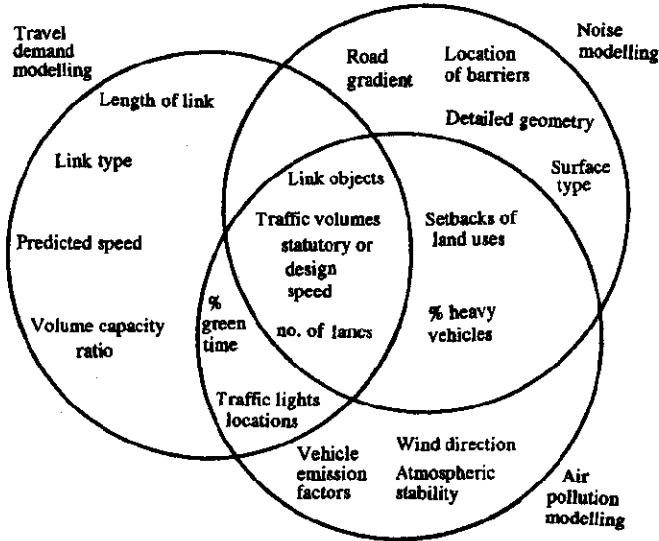 Travel
demand
modelling
Noise
modelling
Road
gradient
Location
of barriers
Length of link
Detailed geometry
Link type
Surface
type
Link objects
Traffic volumes
statutory or
design
speed
Setbacks of
land uses
Predicted speed
%
green
time
no. of lanes
% heavy
vehicles
Volume capacity
ratio
Traffic lights
locations
Vehicle
emission
factors
Wind direction
Atmospheric
stability
Air
pollution
modelling